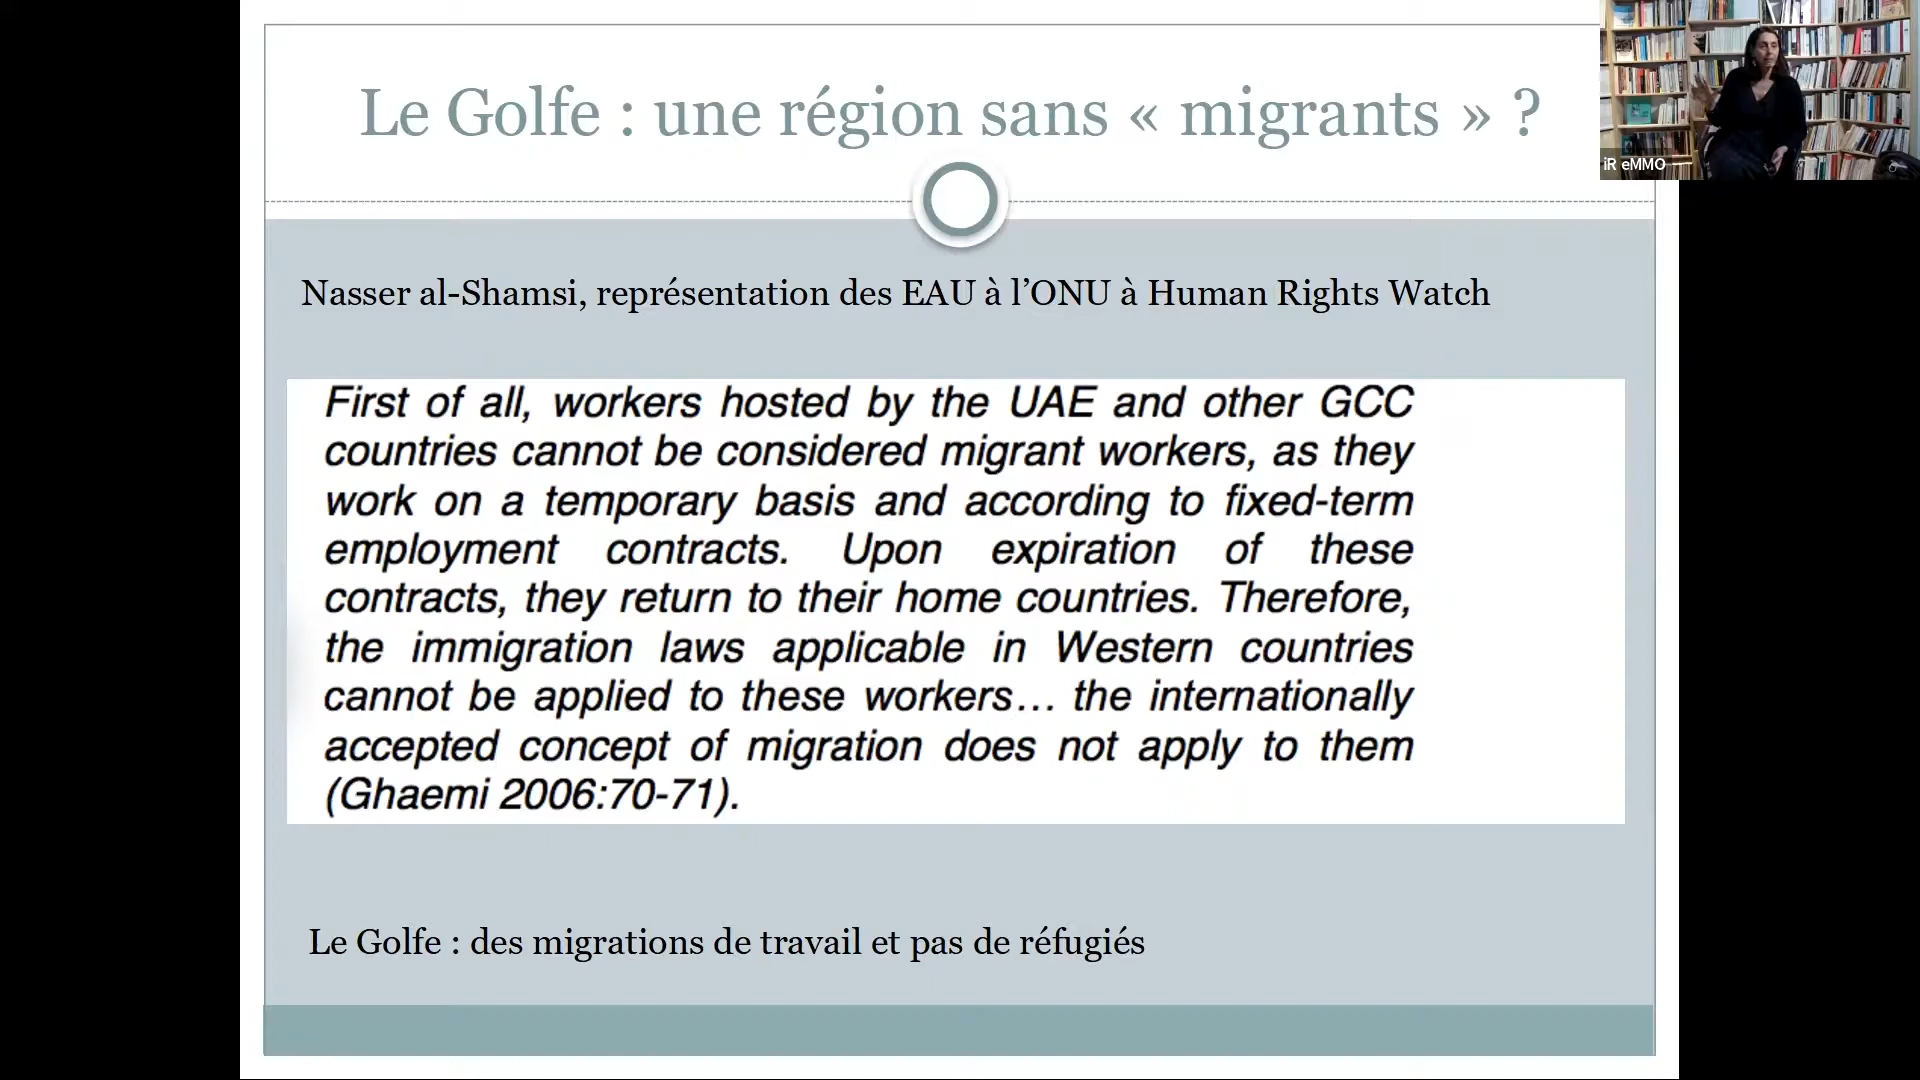 Le Golfe : une région sans « migrants » ?
iR eMMO
Nasser al-Shamsi, représentation des EAU à l’ONU à Human Rights Watch
First of all, workers hosted by the UAE and other GCC
countries cannot be considered migrant workers, as they
work on a temporary basis and according to fixed-term
employment contracts. Upon expiration of these
contracts, they return to their home countries. Therefore,
the immigration laws applicable in Western countries
cannot be applied to these workers… the internationally
accepted concept of migration does not apply to them
(Ghaemi 2006:70-71).
Le Golfe : des migrations de travail et pas de réfugiés